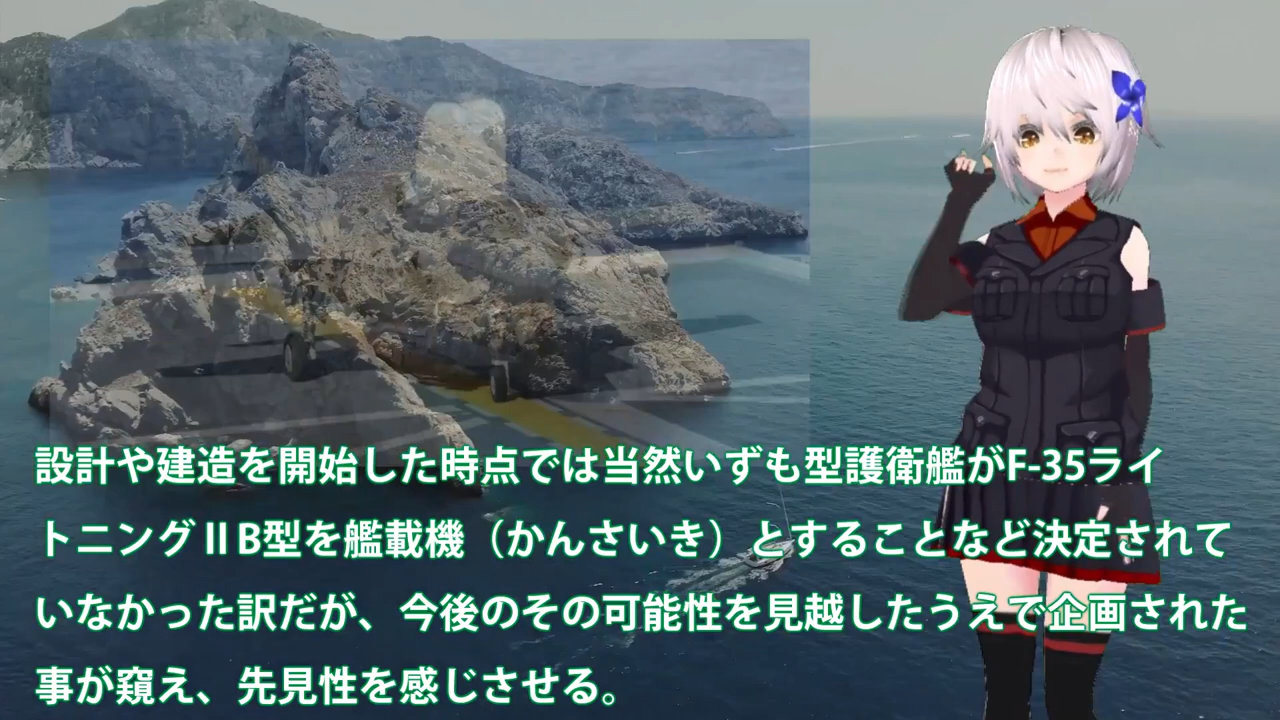 設計や建造を開始した時点では当然いずも型護衛艦がF-35ライ
トニングⅡB型を艦載機（かんさいき）とすることなど決定されて
いなかった訳だが、今後のその可能性を見越したうえで企画された
事が窺え、先見性を感じさせる。